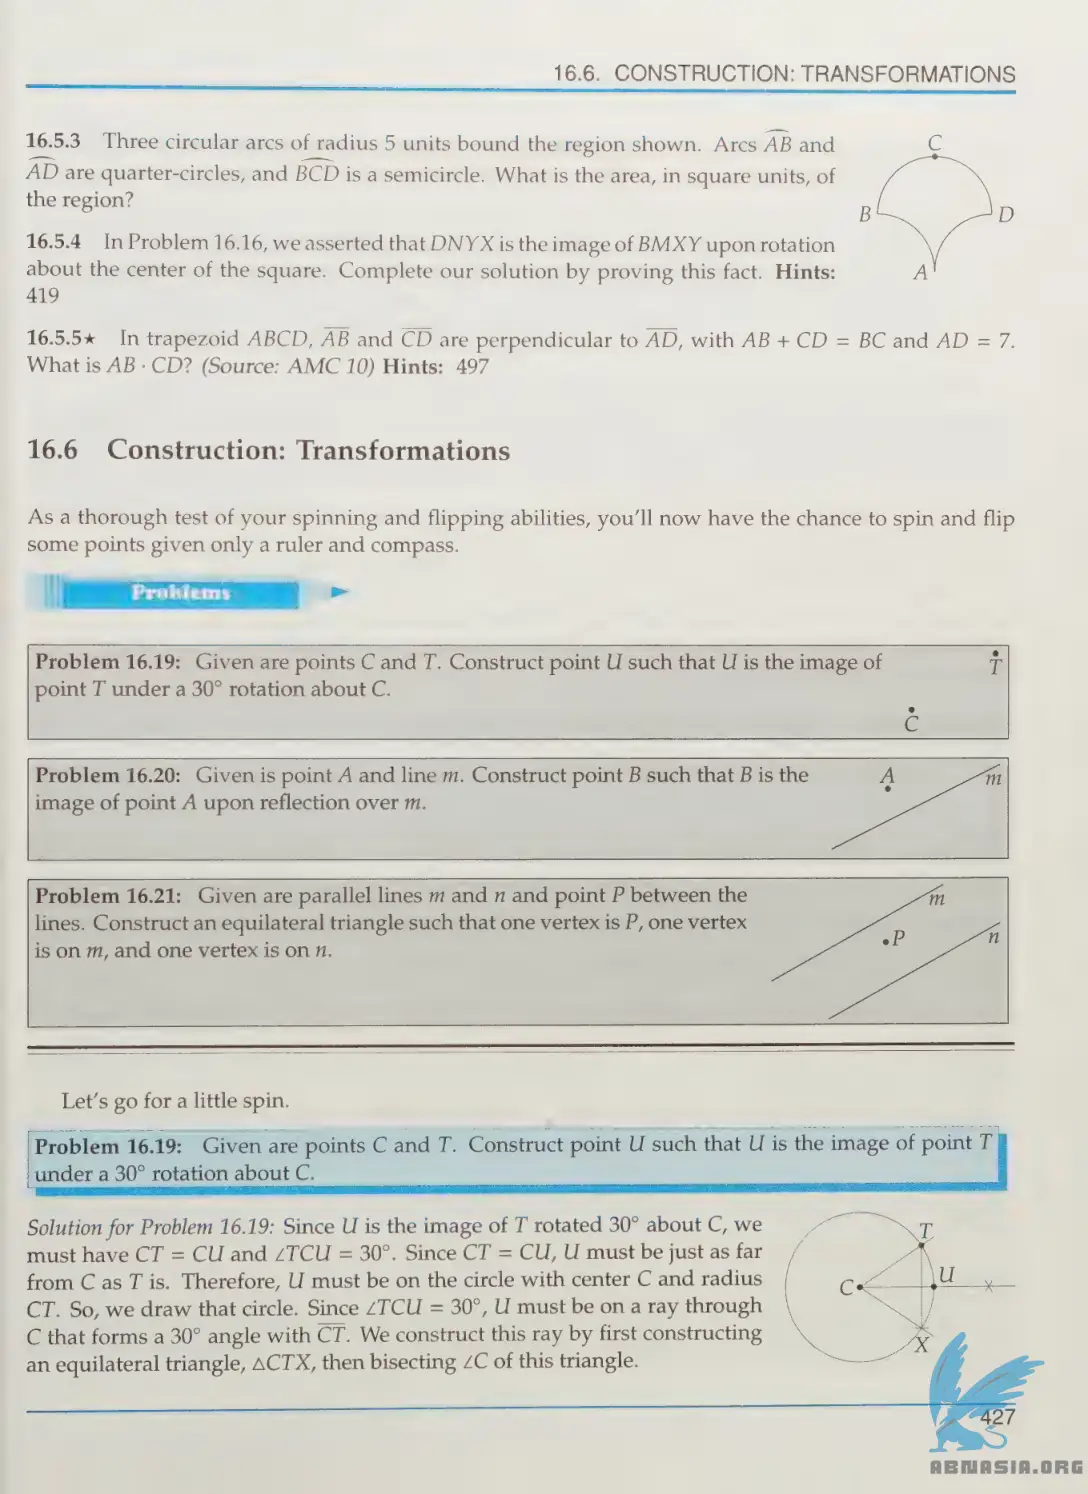 16.6. CONSTRUCTION: TRANSFORMATIONS
16.5.3 Three circular arcs of radius 5 units bound the region shown. Arcs AB and
AD are quarter-circles, and BCD is a semicircle. What is the area, in square units, of
the region?
C
B
D
A
16.5.4 In Problem 16.16, we asserted that DNYX is the image of BMXY upon rotation
about the center of the square. Complete our solution by proving this fact. Hints:
419
16.5.5★ In trapezoid ABCD, AB and CD are perpendicular to AD, with AB + CD = BC and AD = 7.
What is AB · CD? (Source: AMC 10) Hints: 497
16.6 Construction: Transformations
As a thorough test of your spinning and flipping abilities, you'll now have the chance to spin and flip
some points given only a ruler and compass.
Problems
Problem 16.19: Given are points C and T. Construct point U such that U is the image of
point T under a 30° rotation about C.
T
C
Problem 16.20: Given is point A and line m. Construct point B such that B is the
image of point A upon reflection over m.
A
m
Problem 16.21: Given are parallel lines m and n and point P between the
lines. Construct an equilateral triangle such that one vertex is P, one vertex
is on m, and one vertex is on n.
m
P
n
Let's go for a little spin.
Problem 16.19: Given are points C and T. Construct point U such that U is the image of point T
under a 30° rotation about C.
Solution for Problem 16.19: Since U is the image of T rotated 30° about C, we
must have CT = CU and ∠TCU = 30°. Since CT = CU, U must be just as far
from C as T is. Therefore, U must be on the circle with center C and radius
CT. So, we draw that circle. Since ∠TCU = 30°, U must be on a ray through
C that forms a 30° angle with CT. We construct this ray by first constructing
an equilateral triangle, △CTX, then bisecting ∠C of this triangle.
T
C
U
X
427
ABNASIA.ORG